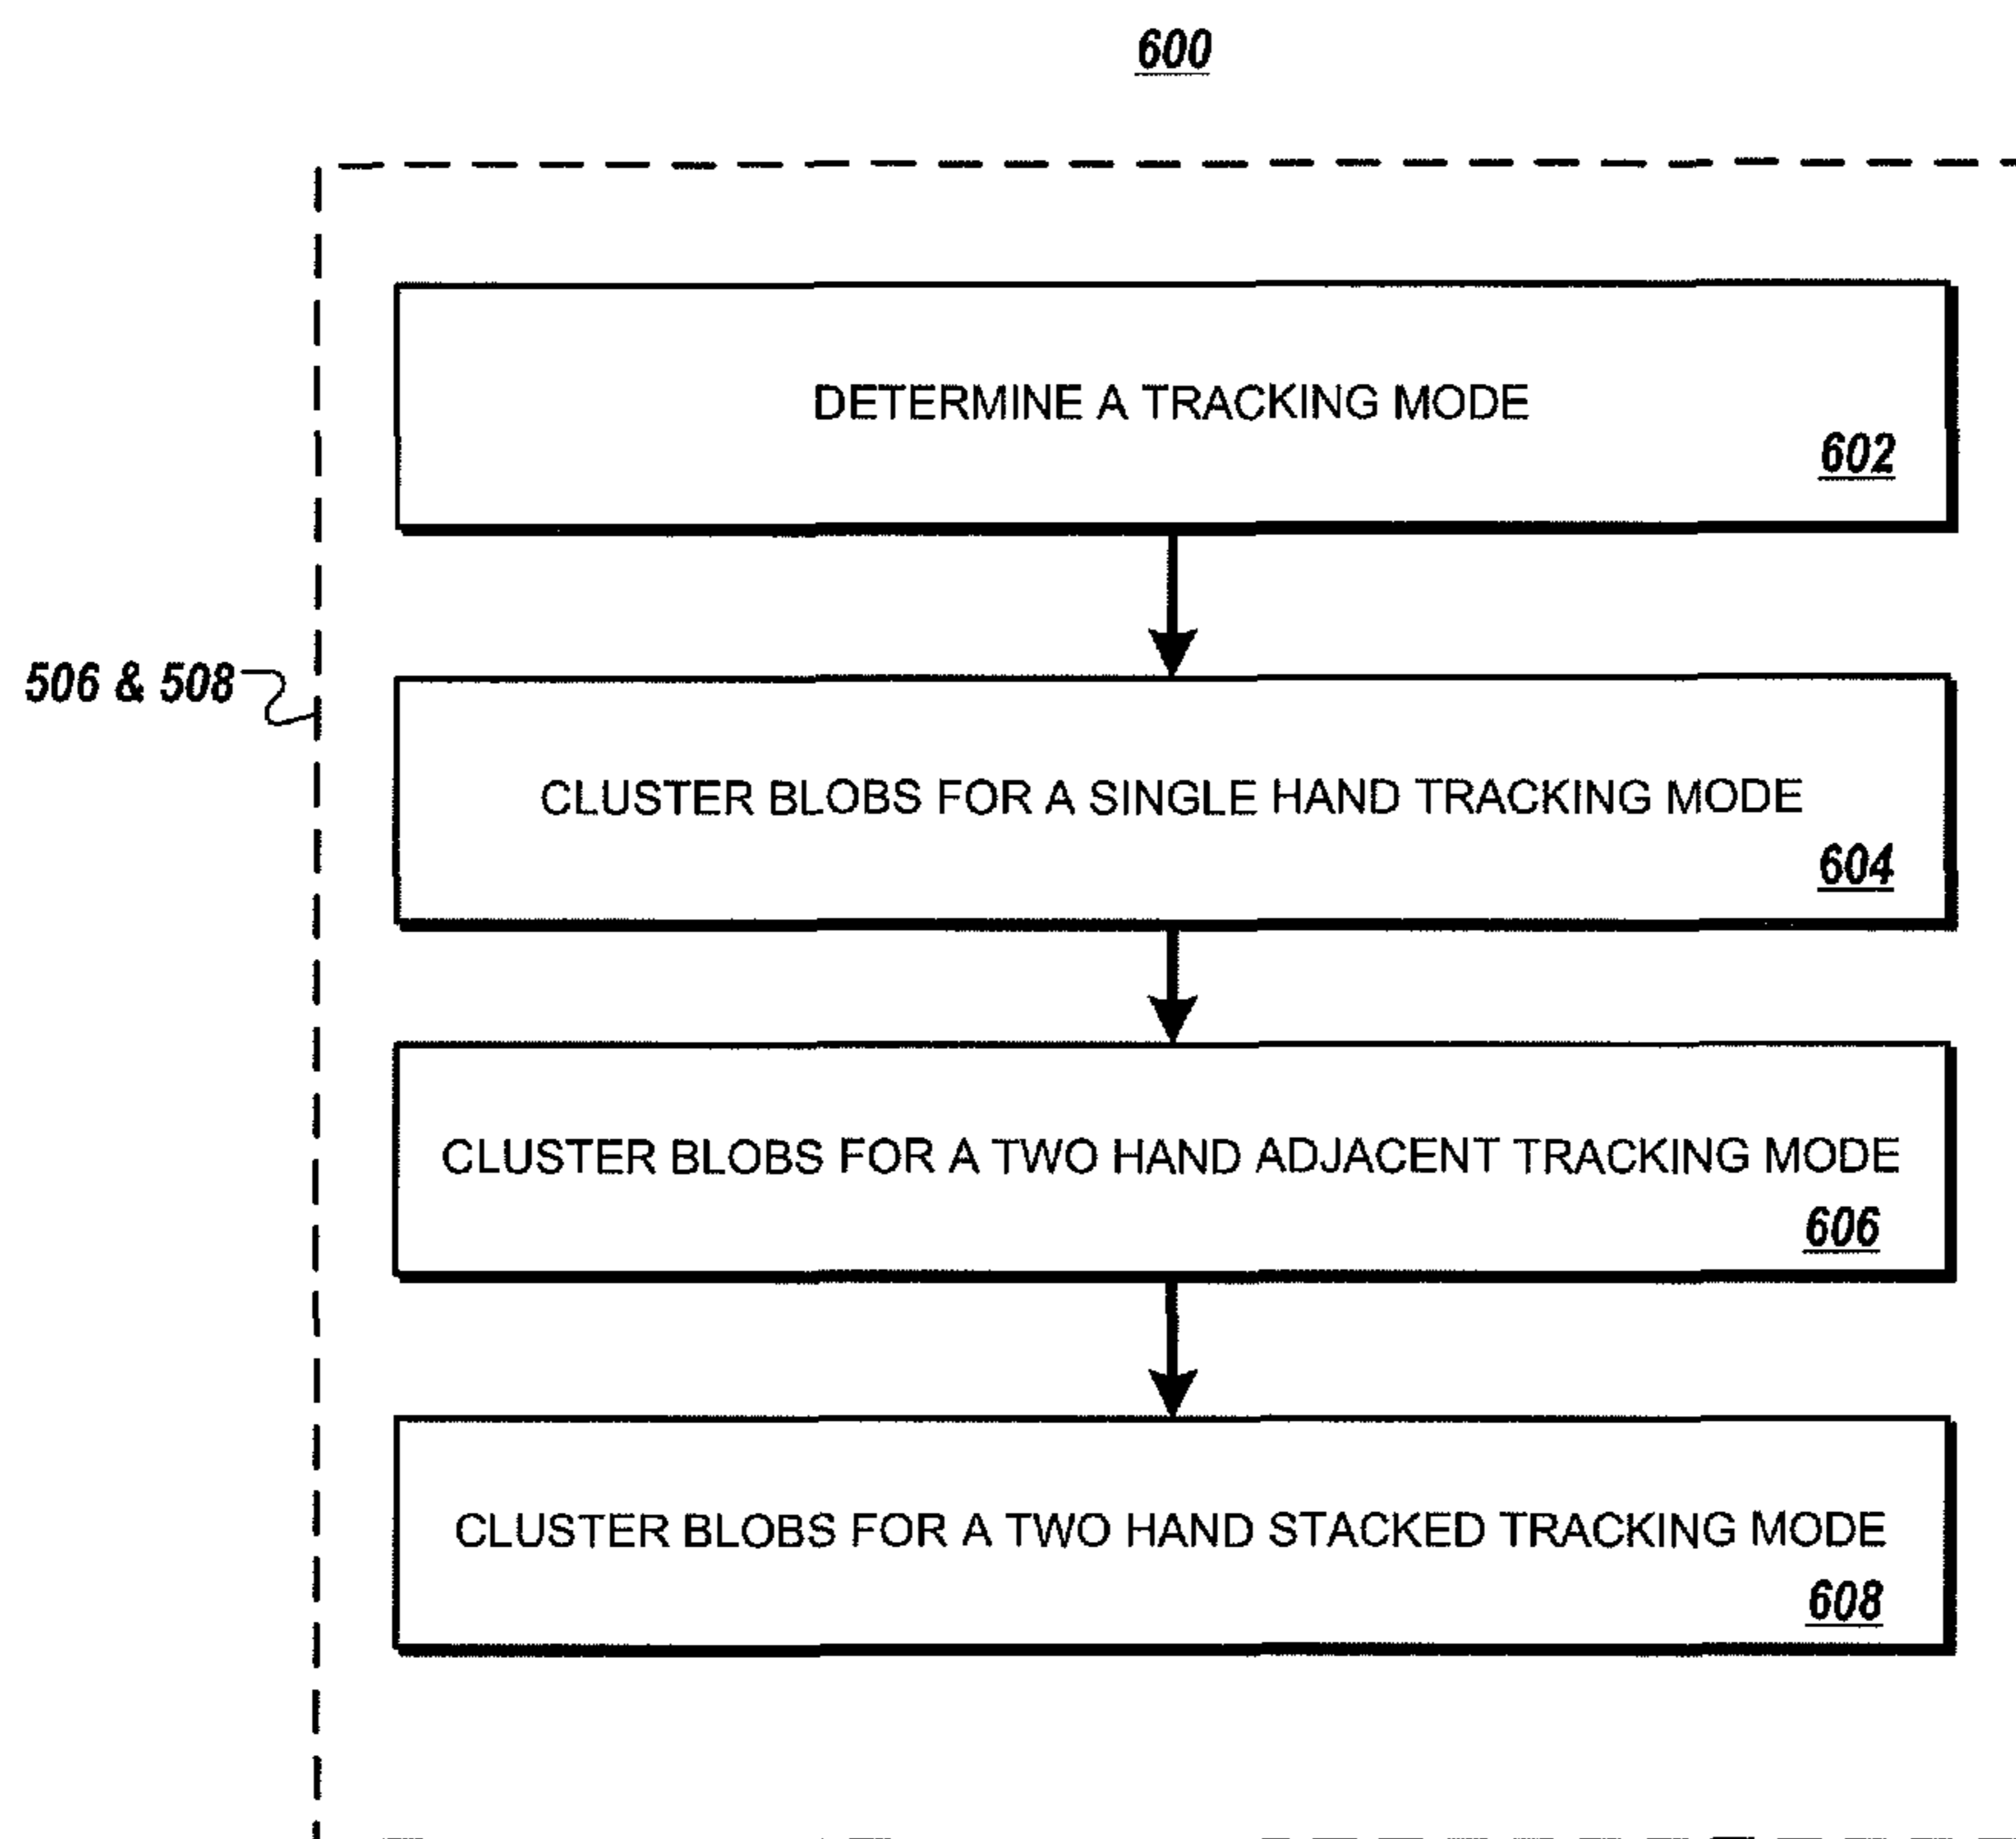 600
DETERMINE A TRACKING MODE
602
506 & 508
CLUSTER BLOBS FOR A SINGLE HAND TRACKING MODE
604
CLUSTER BLOBS FOR A TWO HAND ADJACENT TRACKING MODE
606
CLUSTER BLOBS FOR A TWO HAND STACKED TRACKING MODE
608